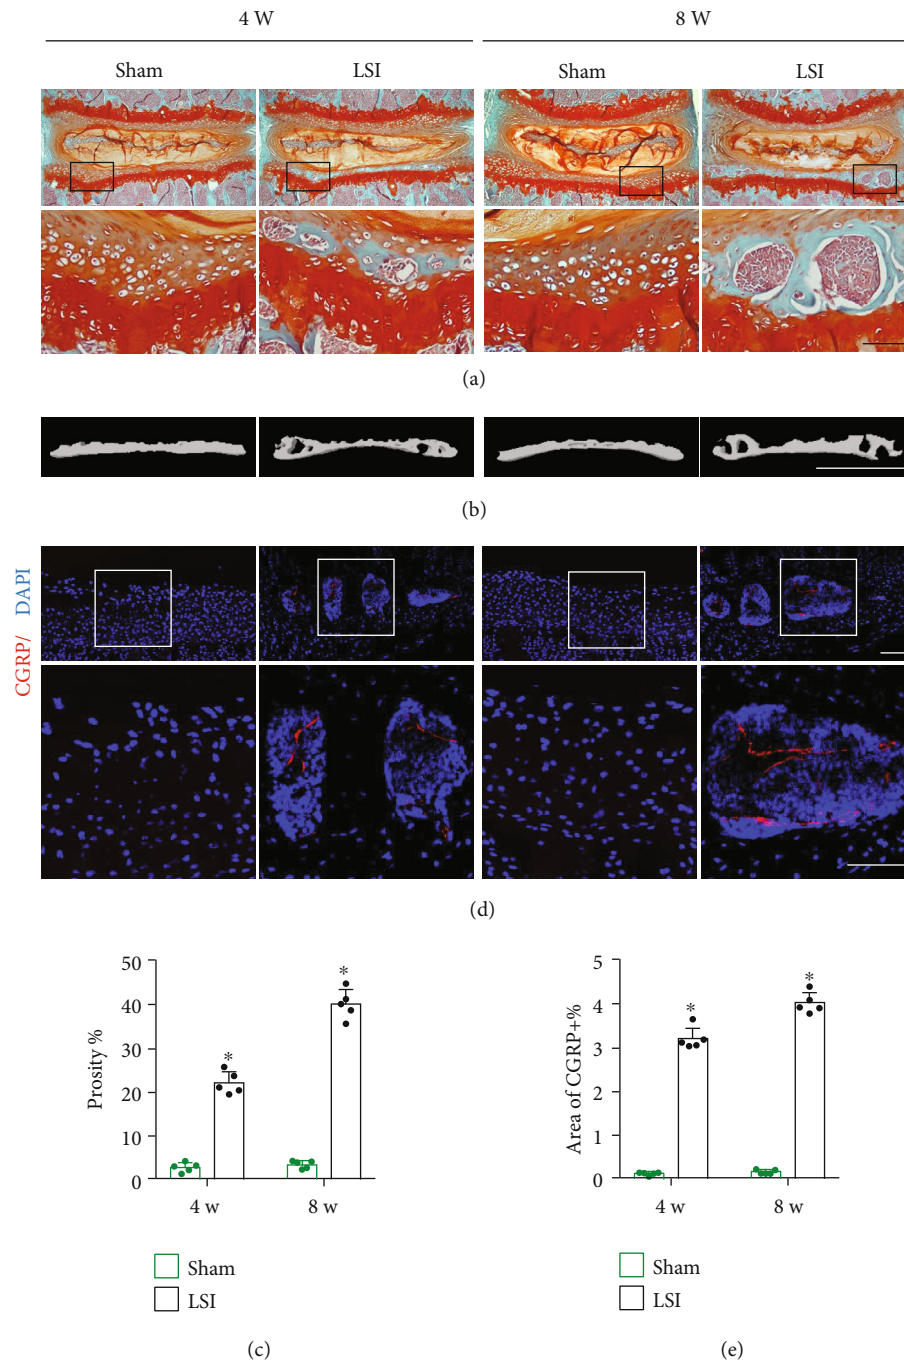 4 W
8 W
Sham
LSI
Sham
LSI
(a)
(b)
CGRP/ DAPI
(d)
50
40
30
20
10
0
Prosity %
*
*
4 w
8 w
Sham
LSI
(c)
5
4
3
2
1
0
Area of CGRP+%
*
*
4 w
8 w
Sham
LSI
(e)